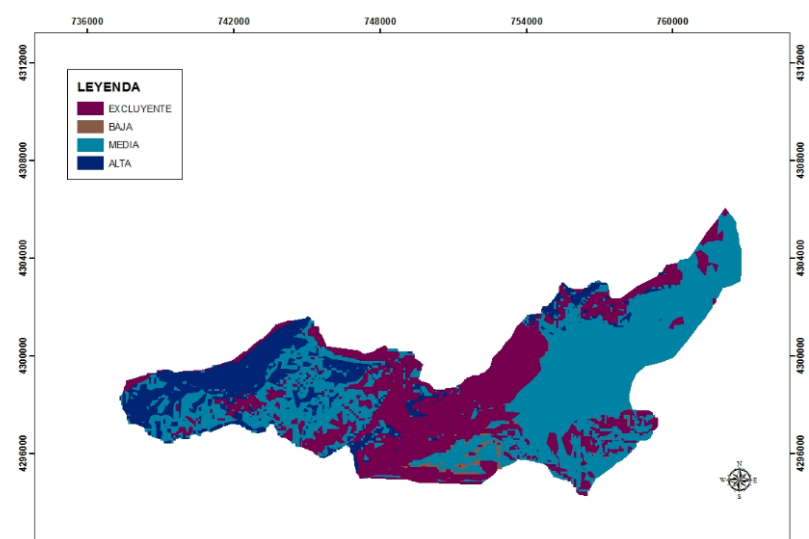 736000 742000 748000 754000 760000
4312000 4312000
LEYENDA
EXCLUYENTE
BAJA
MEDIA
ALTA
4308000 4308000
4304000 4304000
4300000 4300000
4296000 4296000
N
W E
S